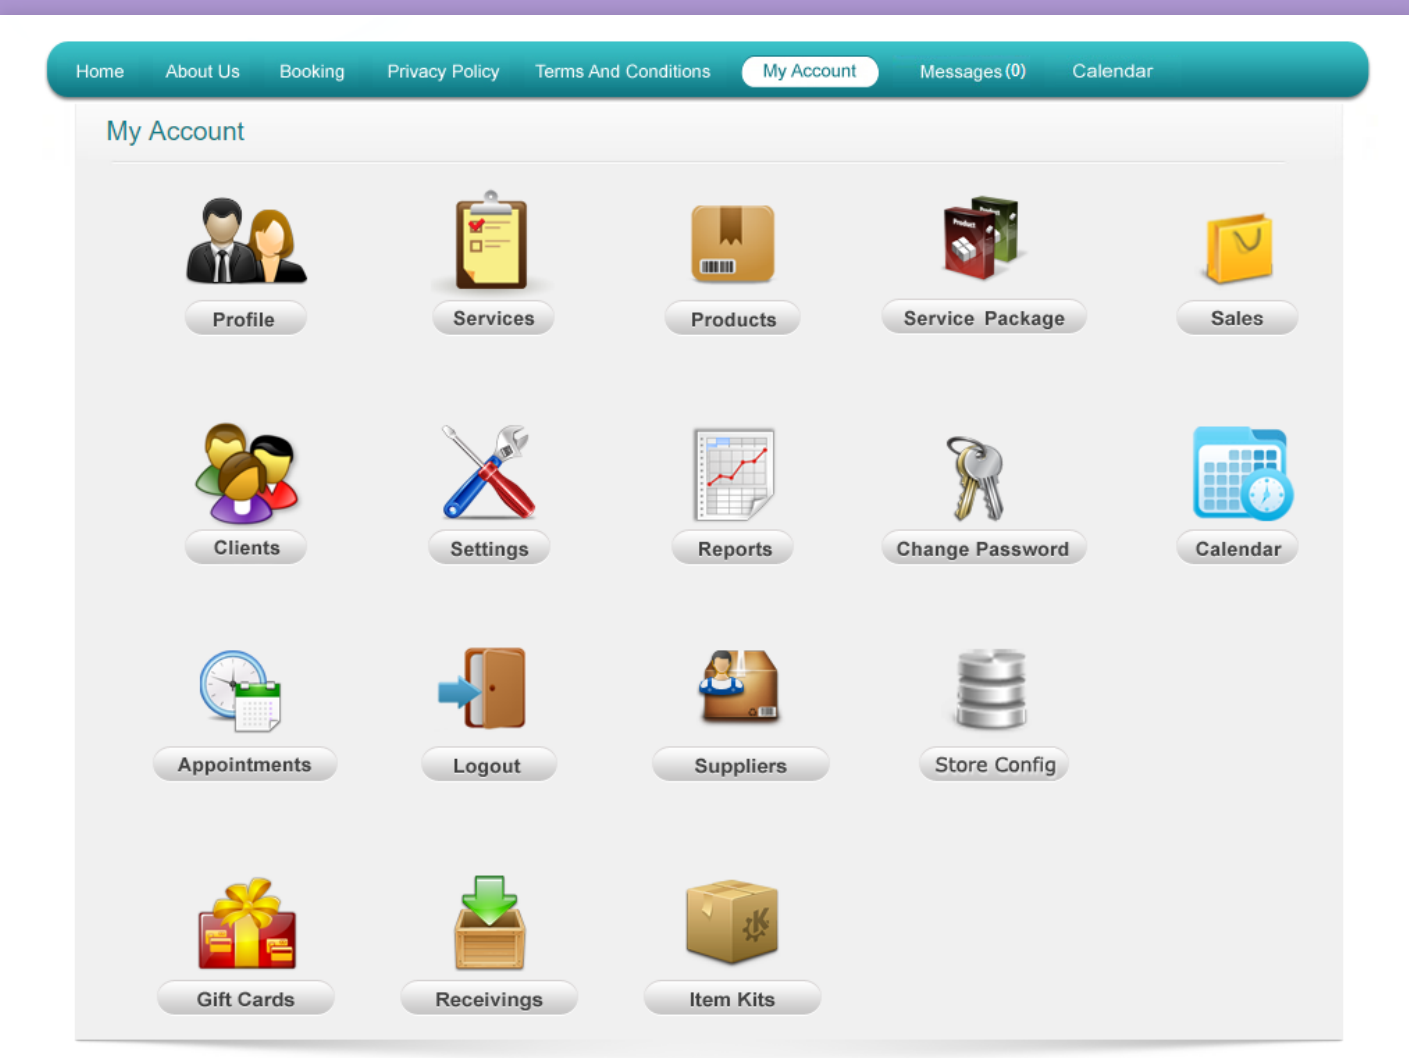 Home About Us Booking Privacy Policy Terms And Conditions My Account Messages (0) Calendar
My Account
Product Product
Profile Services Products Service Package Sales
Clients Settings Reports Change Password Calendar
Appointments Logout Suppliers Store Config
K
Gift Cards Receivings Item Kits